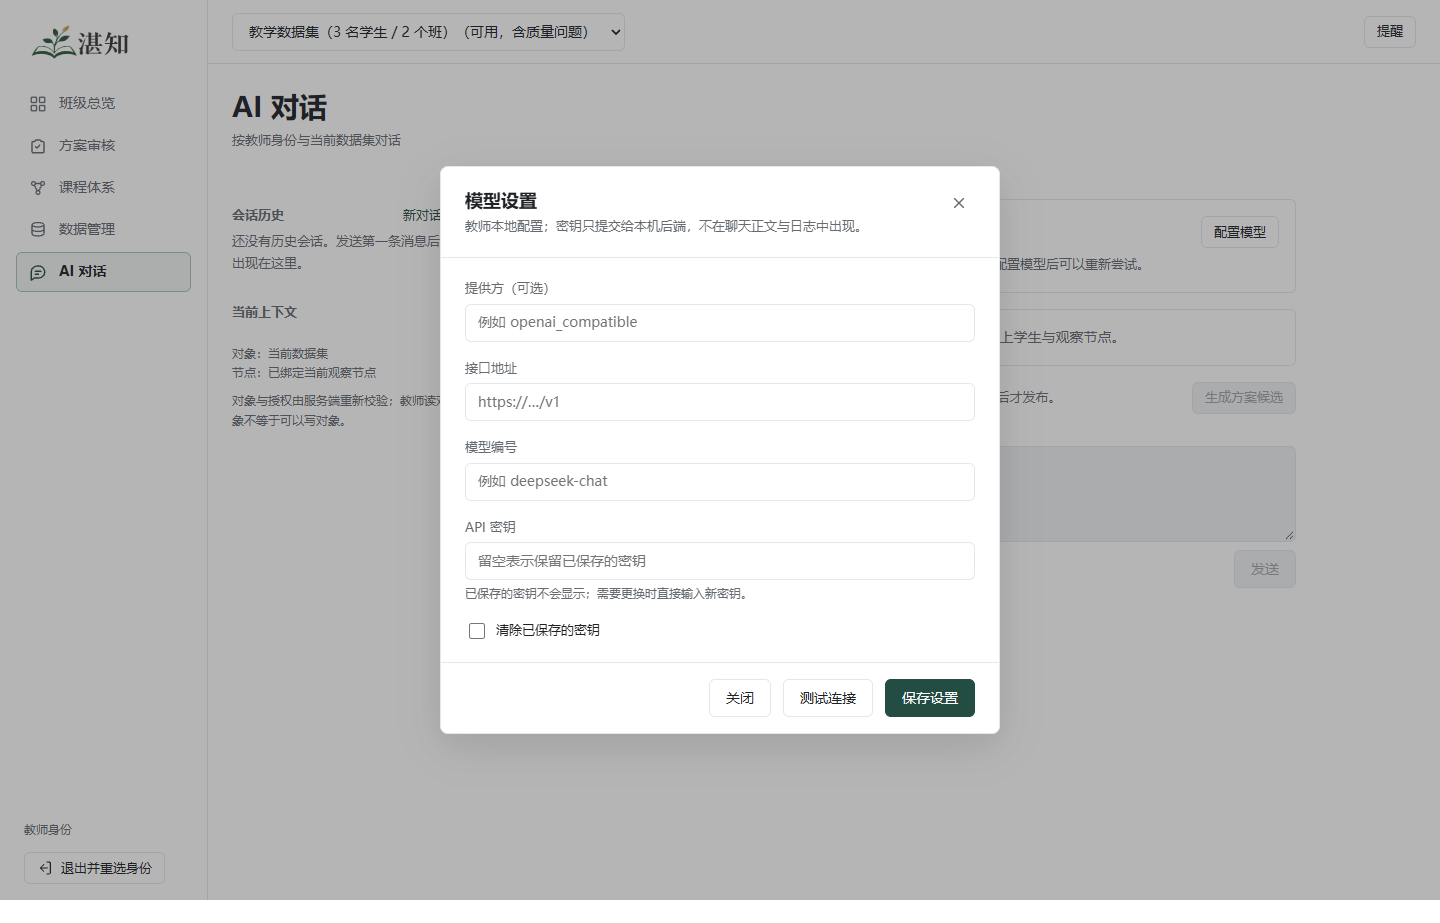 湛知
班级总览
方案审核
课程体系
数据管理
AI 对话
教师身份
退出并重选身份
教学数据集（3 名学生 / 2 个班）（可用，含质量问题）
提醒
AI 对话
按教师身份与当前数据集对话
会话历史
新对话
还没有历史会话。发送第一条消息后
出现在这里。
当前上下文
对象：当前数据集
节点：已绑定当前观察节点
对象与授权由服务端重新校验；教师读
象不等于可以写对象。
配置模型
配置模型后可以重新尝试。
上学生与观察节点。
后才发布。
生成方案候选
发送
模型设置
教师本地配置；密钥只提交给本机后端，不在聊天正文与日志中出现。
提供方（可选）
例如 openai_compatible
接口地址
https://.../v1
模型编号
例如 deepseek-chat
API 密钥
留空表示保留已保存的密钥
已保存的密钥不会显示；需要更换时直接输入新密钥。
清除已保存的密钥
关闭
测试连接
保存设置